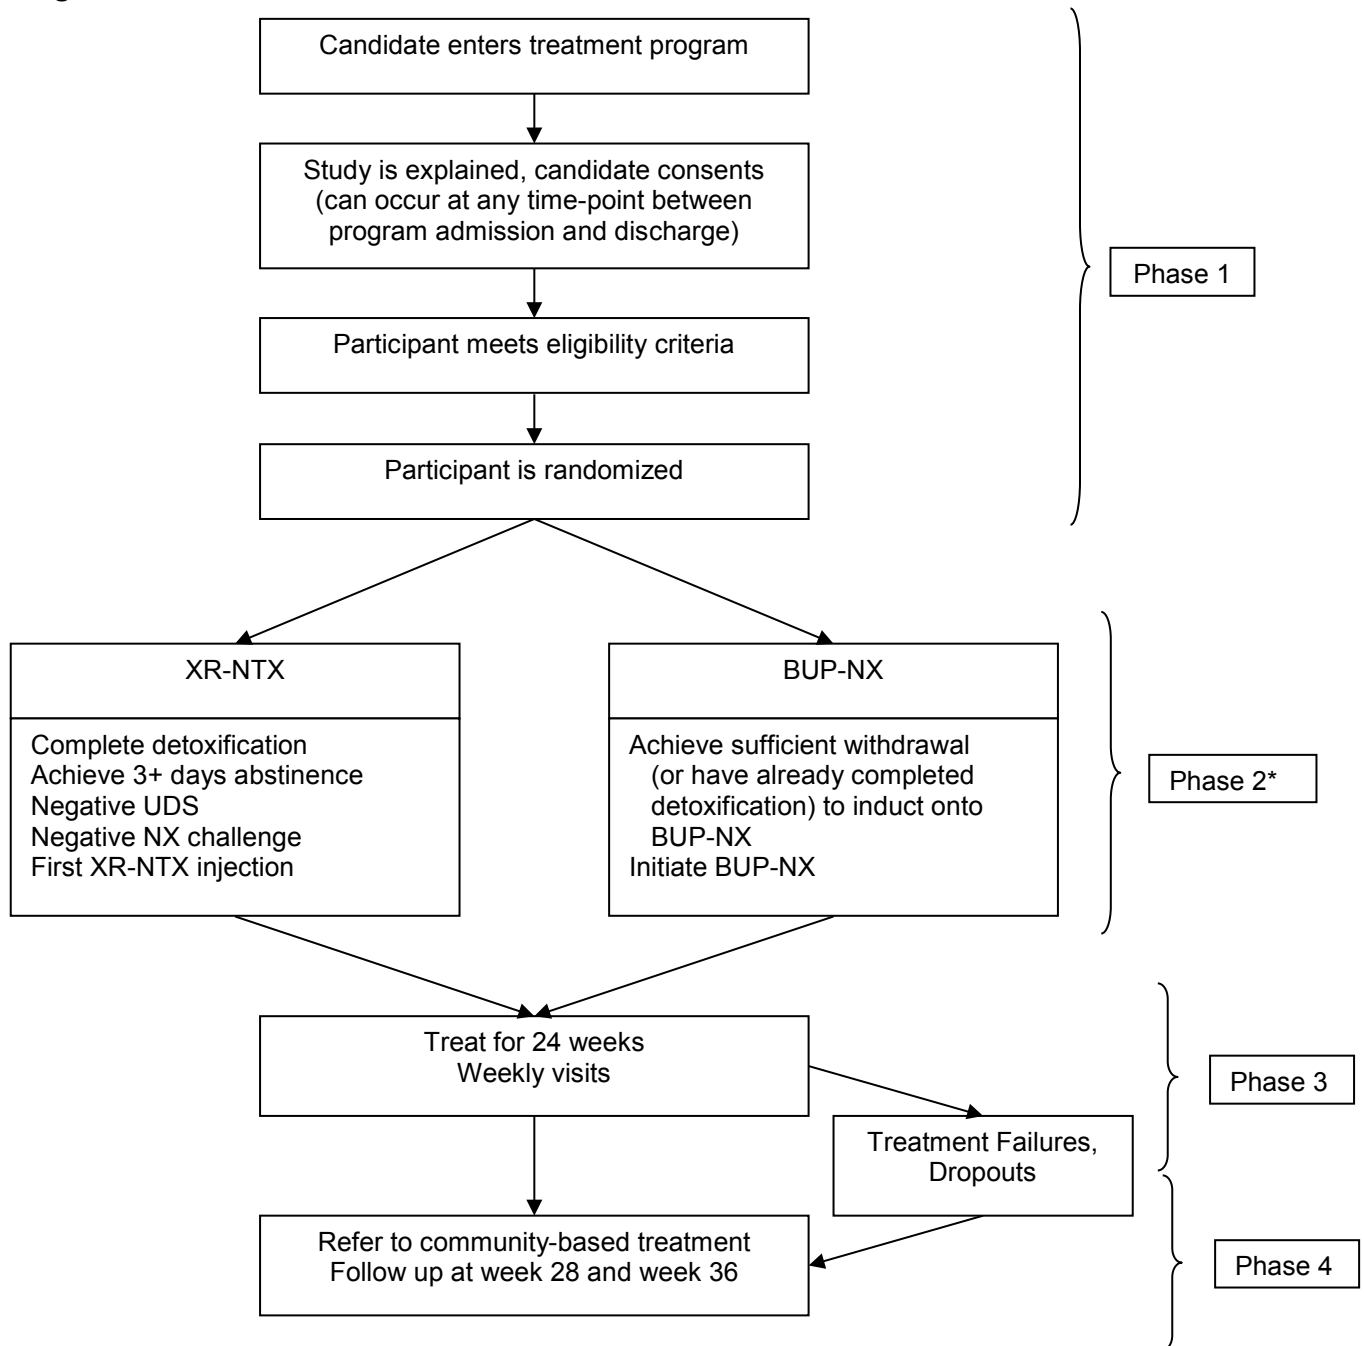 Candidate enters treatment program
Study is explained, candidate consents
(can occur at any time-point between
program admission and discharge)
Phase 1
Participant meets eligibility criteria
Participant is randomized
XR-NTX
Complete detoxification
Achieve 3+ days abstinence
Negative UDS
Negative NX challenge
First XR-NTX injection
BUP-NX
Achieve sufficient withdrawal
(or have already completed
detoxification) to induct onto
BUP-NX
Initiate BUP-NX
Phase 2*
Treat for 24 weeks
Weekly visits
Phase 3
Treatment Failures,
Dropouts
Refer to community-based treatment
Follow up at week 28 and week 36
Phase 4